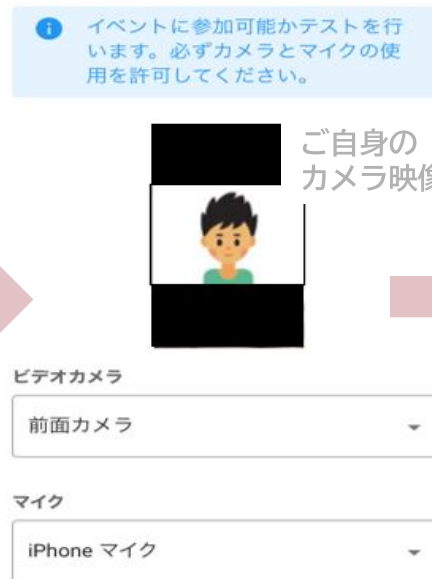 イベントに参加可能かテストを行
います。必ずカメラとマイクの使
用を許可してください。
ご自身の
カメラ映像
ビデオカメラ
前面カメラ
マイク
iPhone マイク